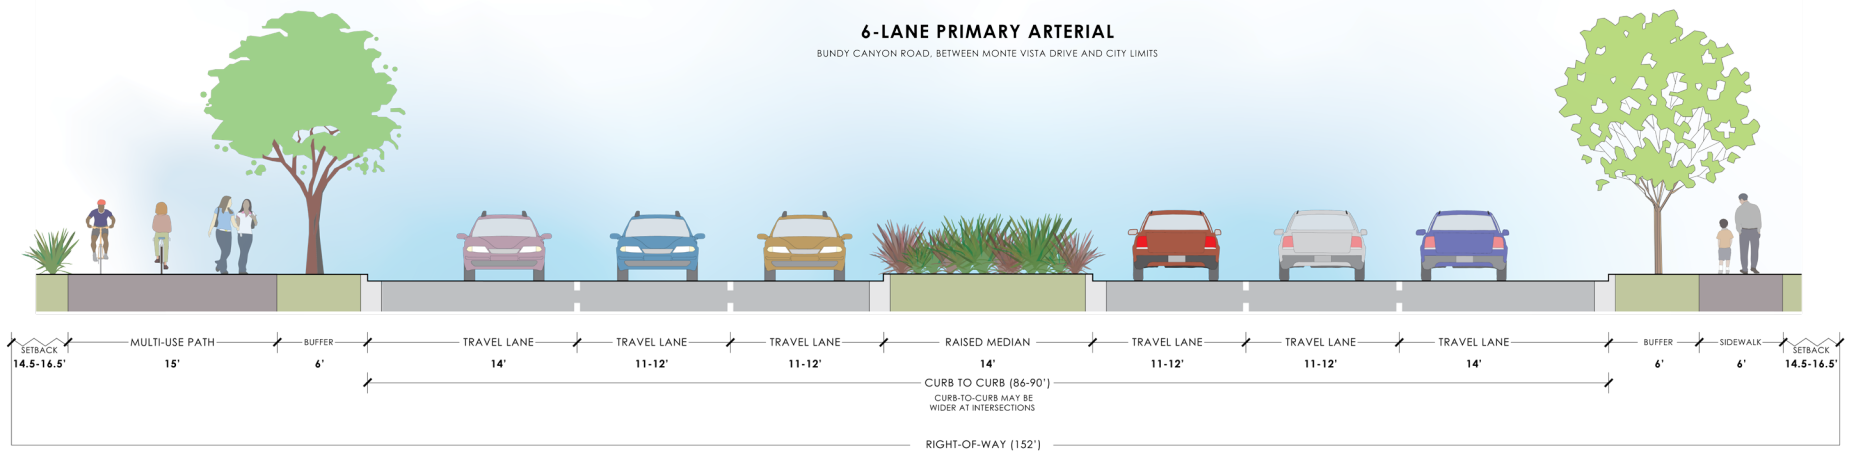 6-LANE PRIMARY ARTERIAL
BUNDY CANYON ROAD, BETWEEN MONTE VISTA DRIVE AND CITY LIMITS
SETBACK
14.5-16.5'
MULTI-USE PATH
15'
BUFFER
6'
TRAVEL LANE
14'
TRAVEL LANE
11-12'
TRAVEL LANE
11-12'
RAISED MEDIAN
14'
TRAVEL LANE
11-12'
TRAVEL LANE
11-12'
TRAVEL LANE
14'
BUFFER
6'
SIDEWALK
6'
SETBACK
14.5-16.5'
CURB TO CURB (86-90')
CURB-TO-CURB MAY BE
WIDER AT INTERSECTIONS
RIGHT-OF-WAY (152')